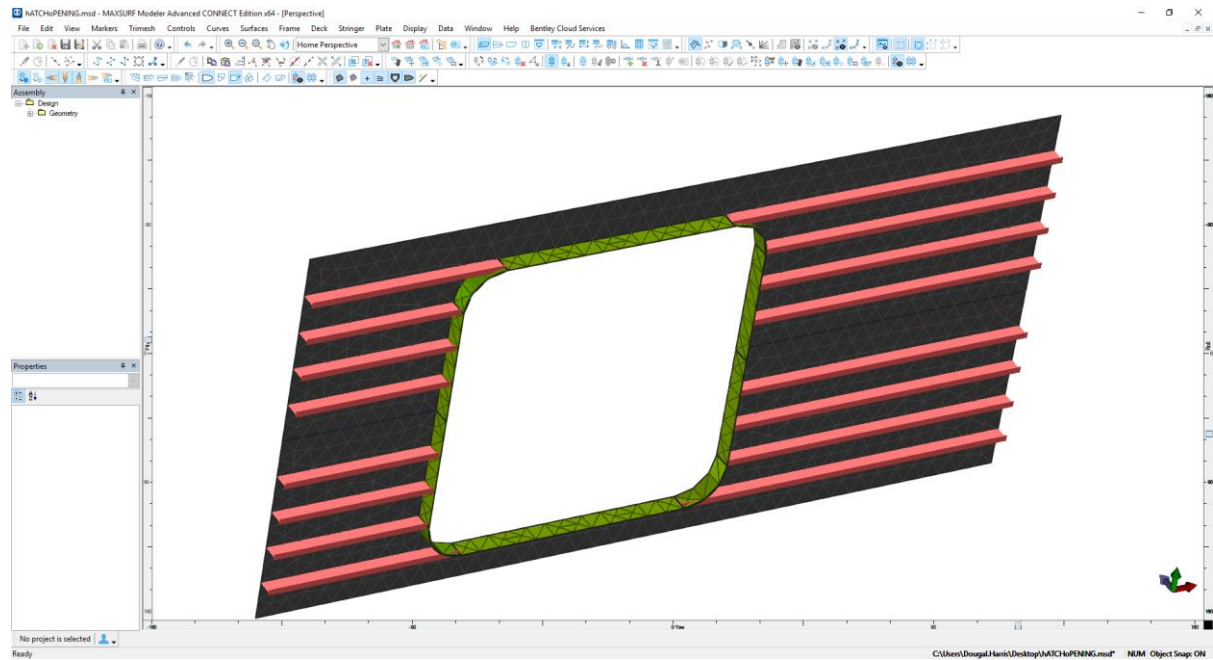 hATCHoPENING.msd - MAXSURF Modeler Advanced CONNECT Edition x64 - [Perspective]
File Edit View Markers Trimesh Controls Curves Surfaces Frame Deck Stringer Plate Display Window Help Bentley Cloud Services
Home Perspective
Assembly
Design
Geometry
Properties
No project is selected
Ready
C:\Users\Dougal.Harris\Desktop\hATCHoPENING.msd* NUM Object Snap: ON